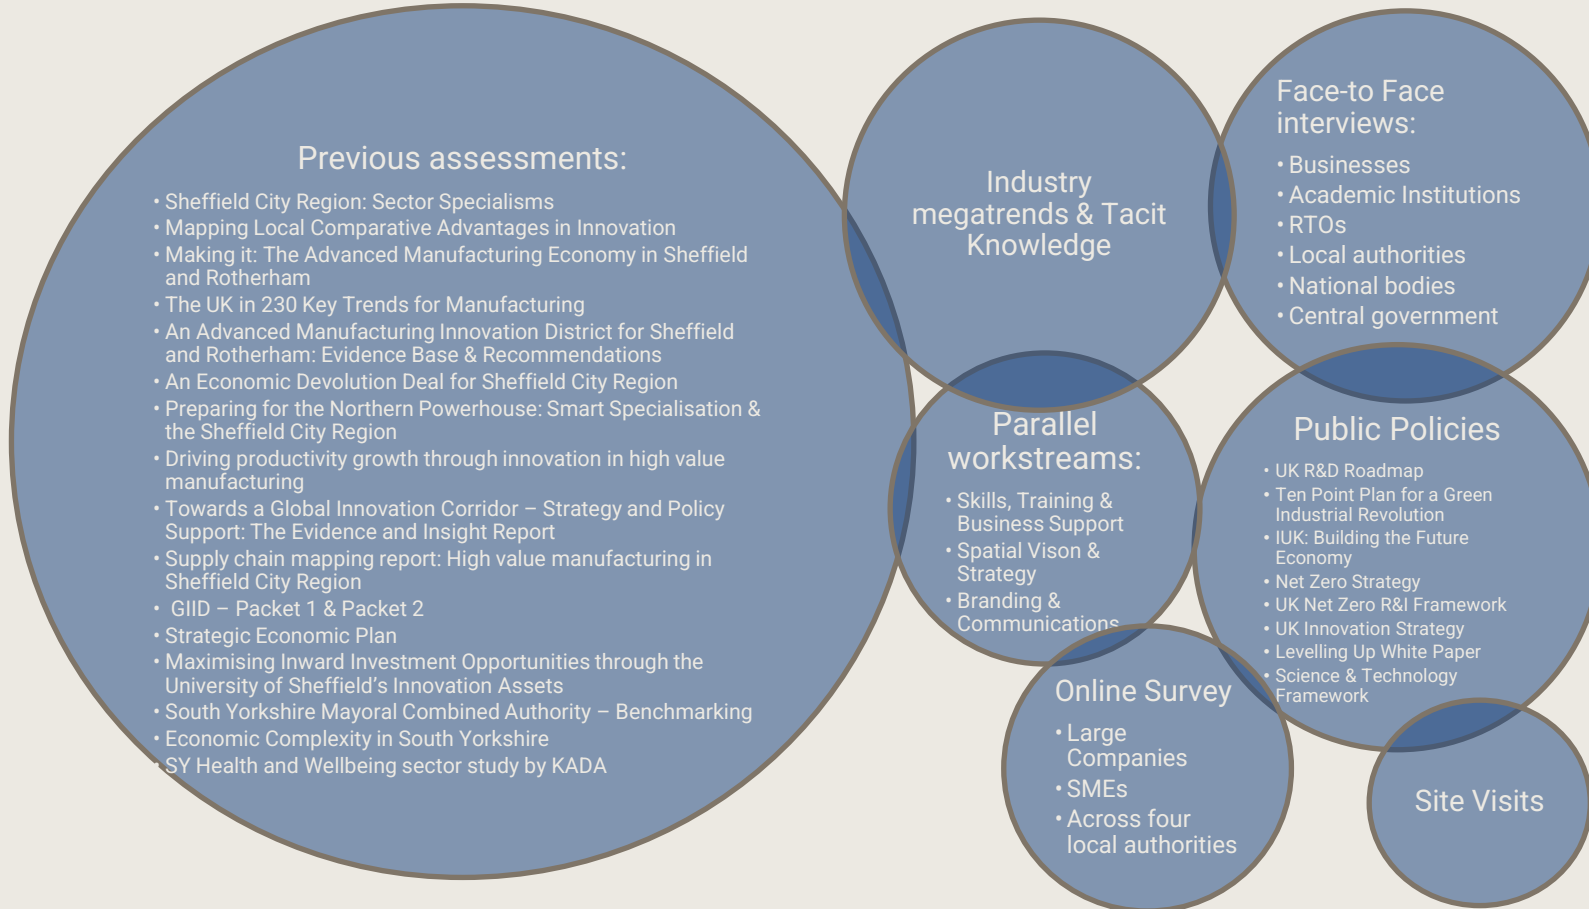 Previous assessments:
• Sheffield City Region: Sector Specialisms
• Mapping Local Comparative Advantages in Innovation
• Making it: The Advanced Manufacturing Economy in Sheffield
and Rotherham
• The UK in 230 Key Trends for Manufacturing
• An Advanced Manufacturing Innovation District for Sheffield
and Rotherham: Evidence Base & Recommendations
• An Economic Devolution Deal for Sheffield City Region
• Preparing for the Northern Powerhouse: Smart Specialisation &
the Sheffield City Region
• Driving productivity growth through innovation in high value
manufacturing
• Towards a Global Innovation Corridor – Strategy and Policy
Support: The Evidence and Insight Report
• Supply chain mapping report: High value manufacturing in
Sheffield City Region
• GIID – Packet 1 & Packet 2
• Strategic Economic Plan
• Maximising Inward Investment Opportunities through the
University of Sheffield's Innovation Assets
• South Yorkshire Mayoral Combined Authority – Benchmarking
• Economic Complexity in South Yorkshire
• SY Health and Wellbeing sector study by KADA
Industry
megatrends & Tacit
Knowledge
Face-to Face
interviews:
• Businesses
• Academic Institutions
• RTOs
• Local authorities
• National bodies
• Central government
Parallel
workstreams:
• Skills, Training &
Business Support
• Spatial Vison &
Strategy
• Branding &
Communications
Public Policies
• UK R&D Roadmap
• Ten Point Plan for a Green
Industrial Revolution
• IUK: Building the Future
Economy
• Net Zero Strategy
• UK Net Zero R&I Framework
• UK Innovation Strategy
• Levelling Up White Paper
• Science & Technology
Framework
Online Survey
• Large
Companies
• SMEs
• Across four
local authorities
Site Visits